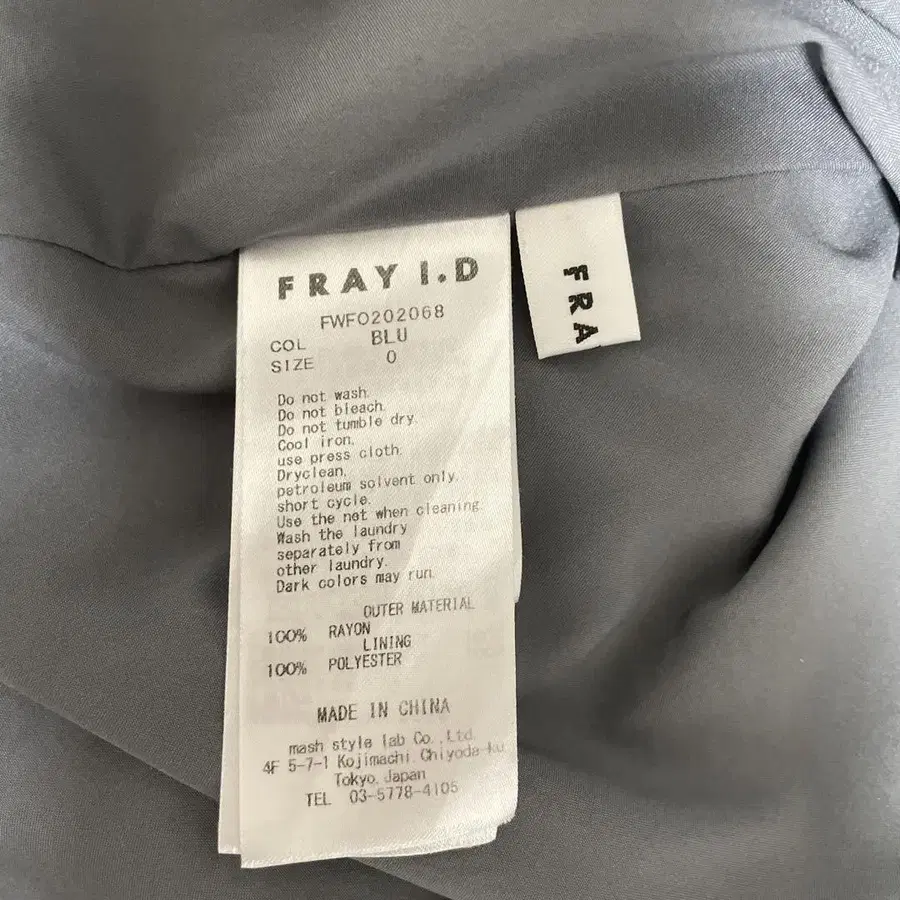 FRAY I.D
FWFO202068
COL BLU
SIZE 0
Do not wash.
Do not bleach.
Do not tumble dry.
Cool iron.
use press cloth.
Dryclean,
petroleum solvent only.
short cycle.
Use the net when cleaning
Wash the laundry
separately from
other laundry.
Dark colors may run.
OUTER MATERIAL
100% RAYON
LINING
100% POLYESTER
MADE IN CHINA
mash style lab Co.,Ltd.
4F 5-7-1 Kojimachi Chiyoda-ku
Tokyo, Japan
TEL 03-5778-4105
FRA